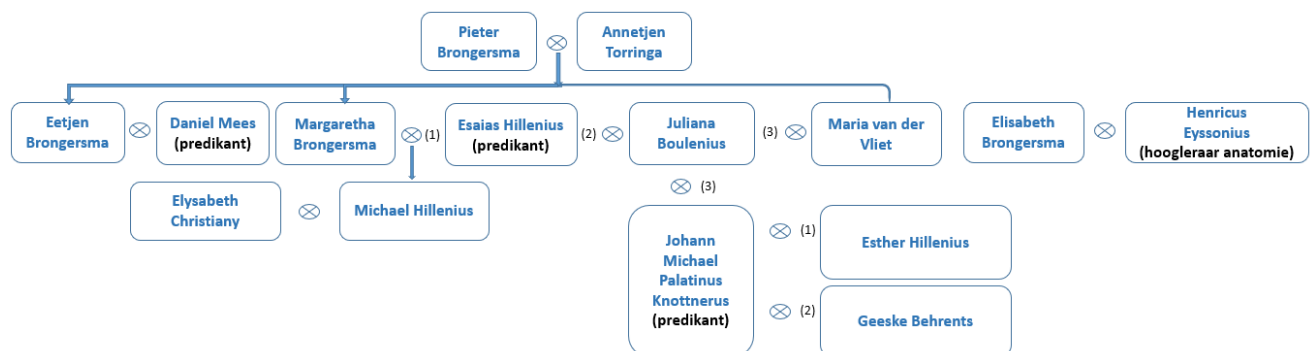 Pieter
Brongersma
Annetjen
Torringa
Eetjen
Brongersma
Daniel Mees
(predikant)
Margaretha
Brongersma
(1)
Esaias Hillenius
(predikant)
(2)
Juliana
Boulenius
(3)
Maria van der
Vliet
Elisabeth
Brongersma
Henricus
Eyssonius
(hoogleraar anatomie)
Elysabeth
Christiany
Michael Hillenius
(3)
Johann
Michael
Palatinus
Knottnerus
(predikant)
(1)
Esther Hillenius
(2)
Geeske Behrents